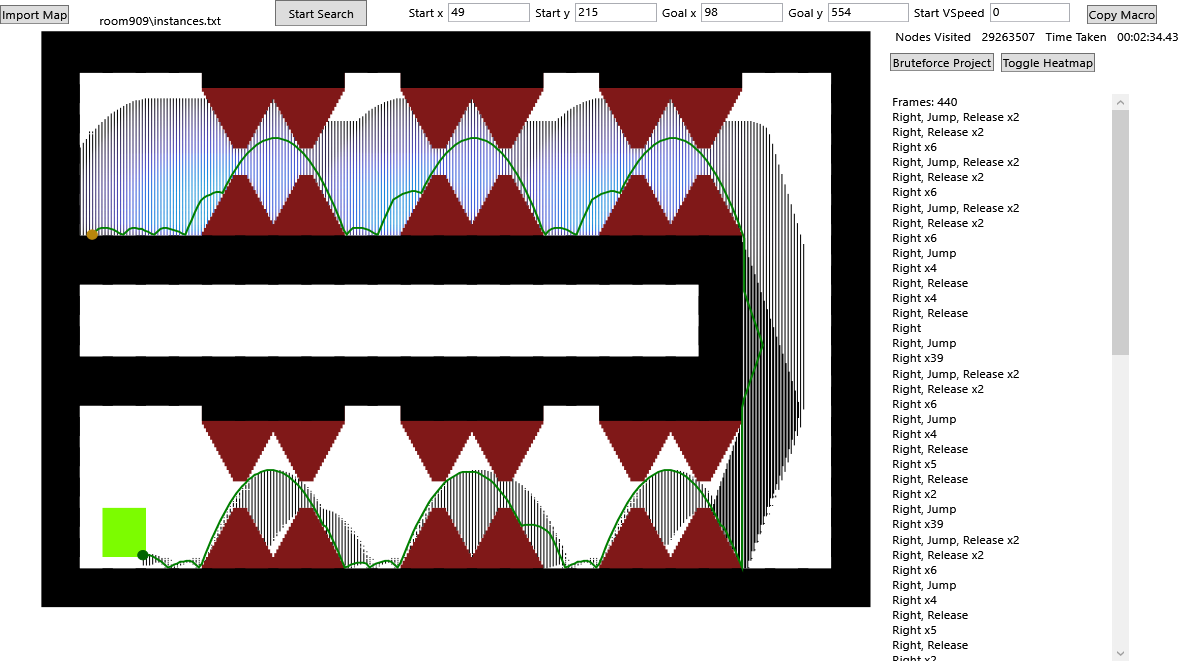 Import Map
room909\instances.txt
Start Search
Start x 49 Start y 215 Goal x 98 Goal y 554 Start VSpeed 0
Copy Macro
Nodes Visited 29263507 Time Taken 00:02:34.43
Bruteforce Project Toggle Heatmap
Frames: 440
Right, Jump, Release x2
Right, Release x2
Right x6
Right, Jump, Release x2
Right, Release x2
Right x6
Right, Jump, Release x2
Right, Release x2
Right x6
Right, Jump
Right x4
Right, Release
Right x4
Right, Release
Right
Right, Jump
Right x39
Right, Jump, Release x2
Right, Release x2
Right x6
Right, Jump
Right x4
Right, Release
Right x5
Right, Release
Right x2
Right, Jump
Right x39
Right, Jump, Release x2
Right, Release x2
Right x6
Right, Jump
Right x4
Right, Release
Right x5
Right, Release
Right x2